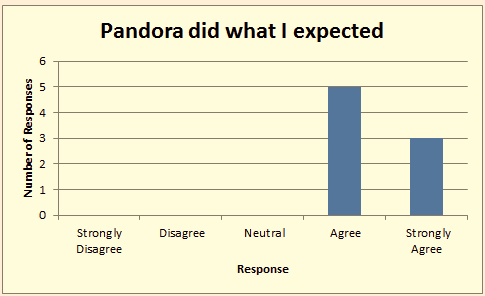 Pandora did what I expected
Number of Responses
6
5
4
3
2
1
0
Strongly
Disagree
Disagree
Neutral
Agree
Strongly
Agree
Response